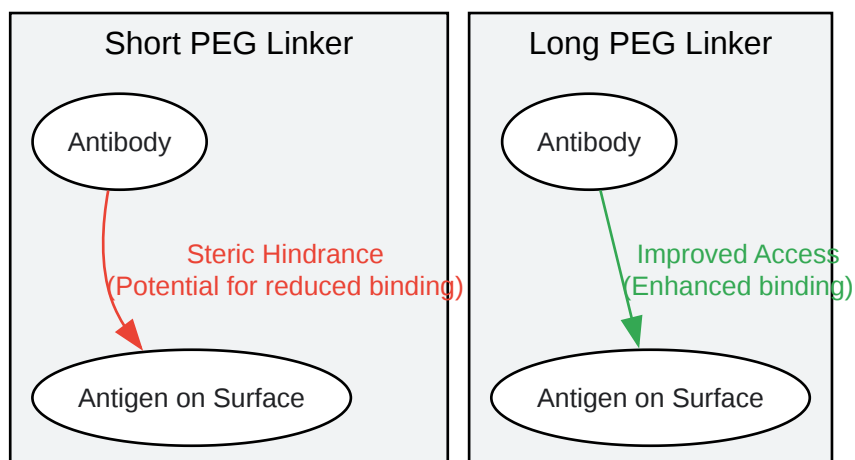 Short PEG Linker
Antibody
Steric Hindrance
(Potential for reduced binding)
Antigen on Surface
Long PEG Linker
Antibody
Improved Access
(Enhanced binding)
Antigen on Surface